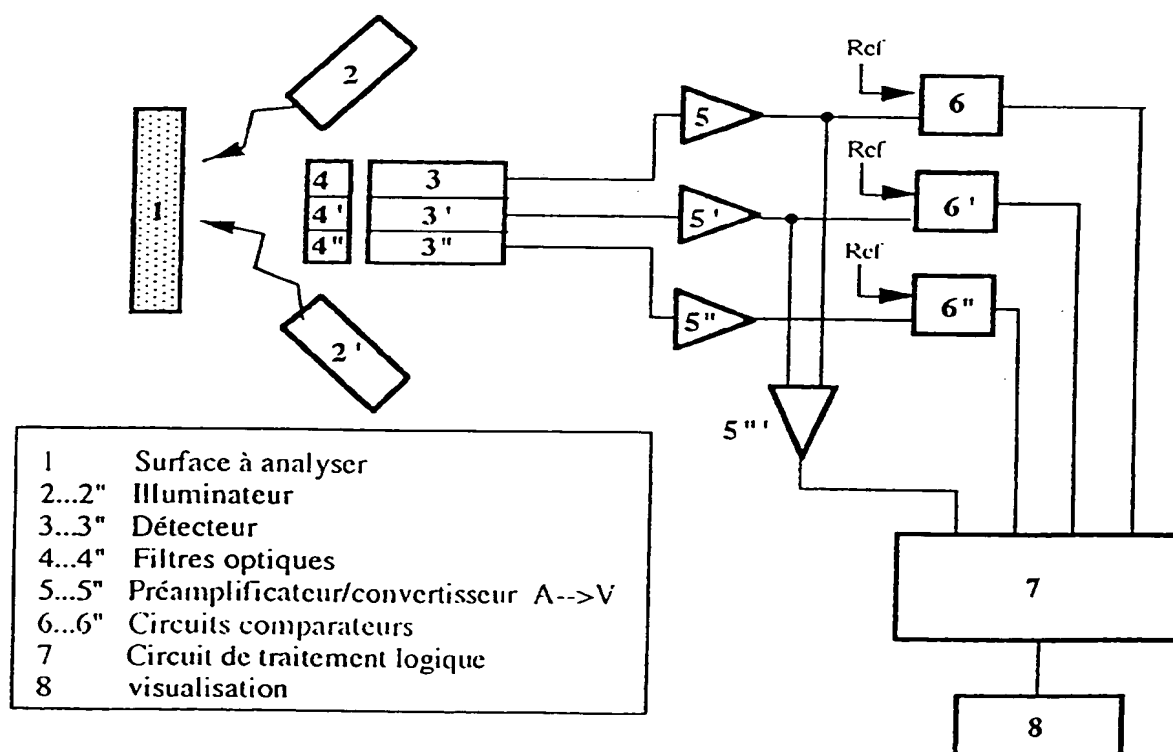 Ref
2
6
5
Ref
4
3
1
4'
3'
5'
6'
4"
3"
Ref
5"
6"
2'
5"'
1 Surface à analyser
2...2" Illuminateur
3...3" Détecteur
4...4" Filtres optiques
5...5" Préamplificateur/convertisseur A-->V
6...6" Circuits comparateurs
7 Circuit de traitement logique
8 visualisation
7
8